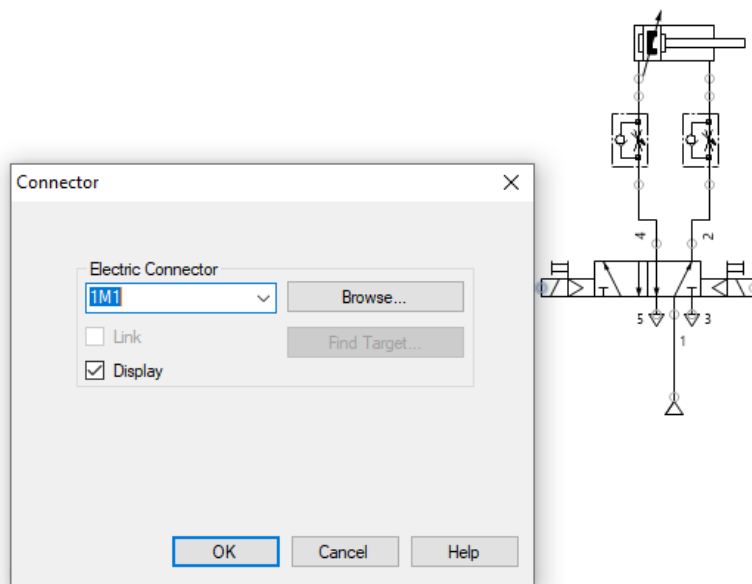 Connector
Electric Connector
1M1
Browse...
Link
Find Target...
Display
OK
Cancel
Help
4
2
5
3
1